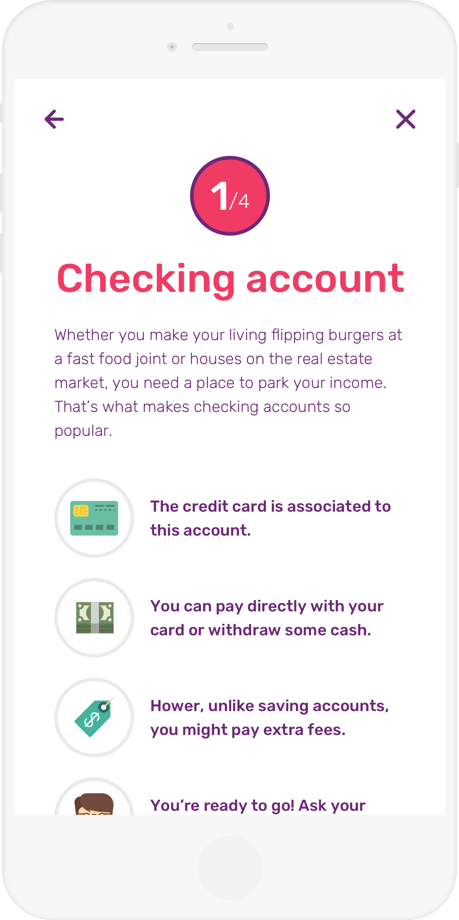 1/4
Checking account
Whether you make your living flipping burgers at
a fast food joint or houses on the real estate
market, you need a place to park your income.
That's what makes checking accounts so
popular.
The credit card is associated to
this account.
You can pay directly with your
card or withdraw some cash.
Hower, unlike saving accounts,
you might pay extra fees.
You're ready to go! Ask your